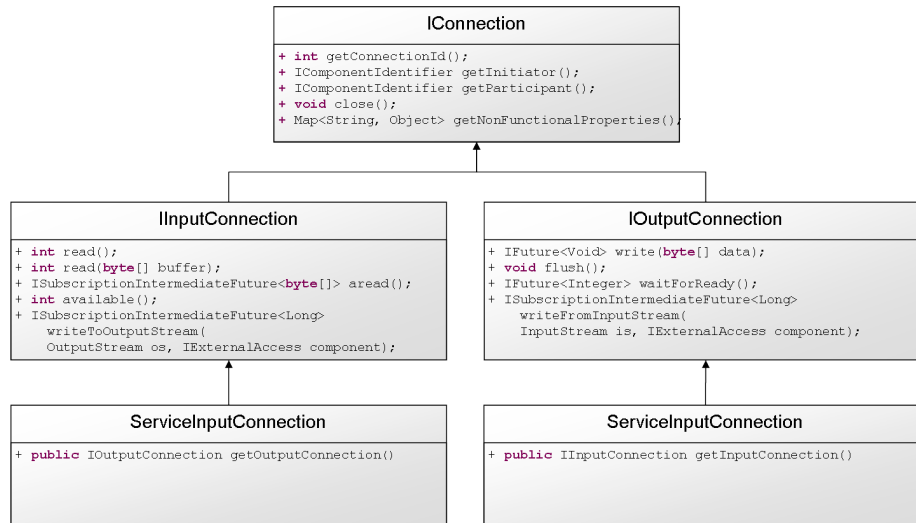 IConnection
+ int getConnectionId();
+ IComponentIdentifier getInitiator();
+ IComponentIdentifier getParticipant();
+ void close();
+ Map<String, Object> getNonFunctionalProperties();
IInputConnection
+ int read();
+ int read(byte[] buffer);
+ ISubscriptionIntermediateFuture<byte[]> aread();
+ int available();
+ ISubscriptionIntermediateFuture<Long>
writeToOutputStream(
OutputStream os, IExternalAccess component);
IOutputConnection
+ IFuture<Void> write(byte[] data);
+ void flush();
+ IFuture<Integer> waitForReady();
+ ISubscriptionIntermediateFuture<Long>
writeFromInputStream(
InputStream is, IExternalAccess component);
ServiceInputConnection
+ public IOutputConnection getOutputConnection()
ServiceInputConnection
+ public IInputConnection getInputConnection()